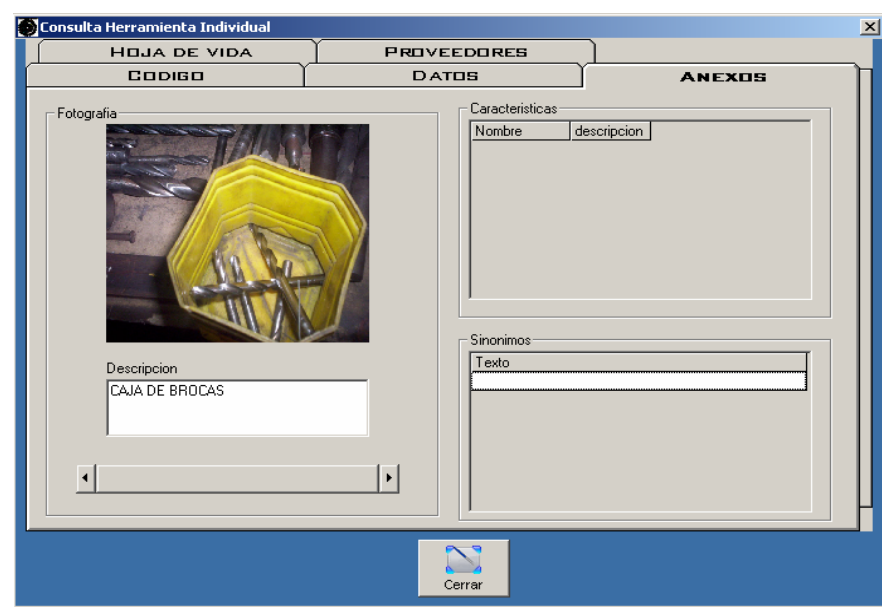 Consulta Herramienta Individual
HOJA DE VIDA
PROVEEDORES
CODIGO
DATOS
ANEXOS
Fotografia
Descripcion
CAJA DE BROCAS
Caracteristicas
Nombre descripcion
Sinonimos
Texto
Cerrar